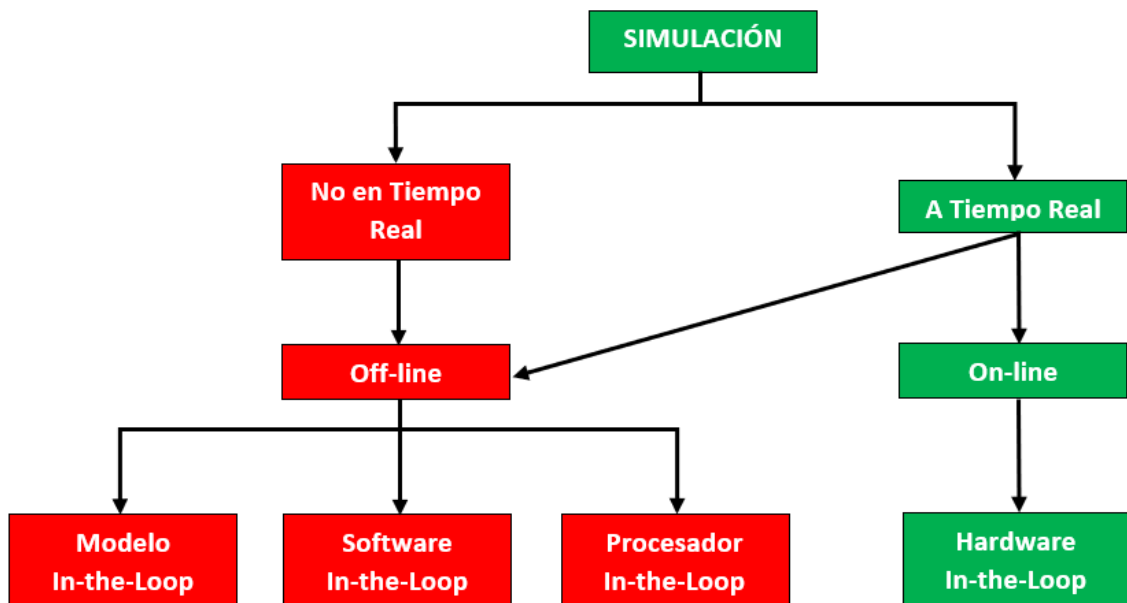 SIMULACIÓN
No en Tiempo
Real
A Tiempo Real
Off-line
On-line
Modelo
In-the-Loop
Software
In-the-Loop
Procesador
In-the-Loop
Hardware
In-the-Loop